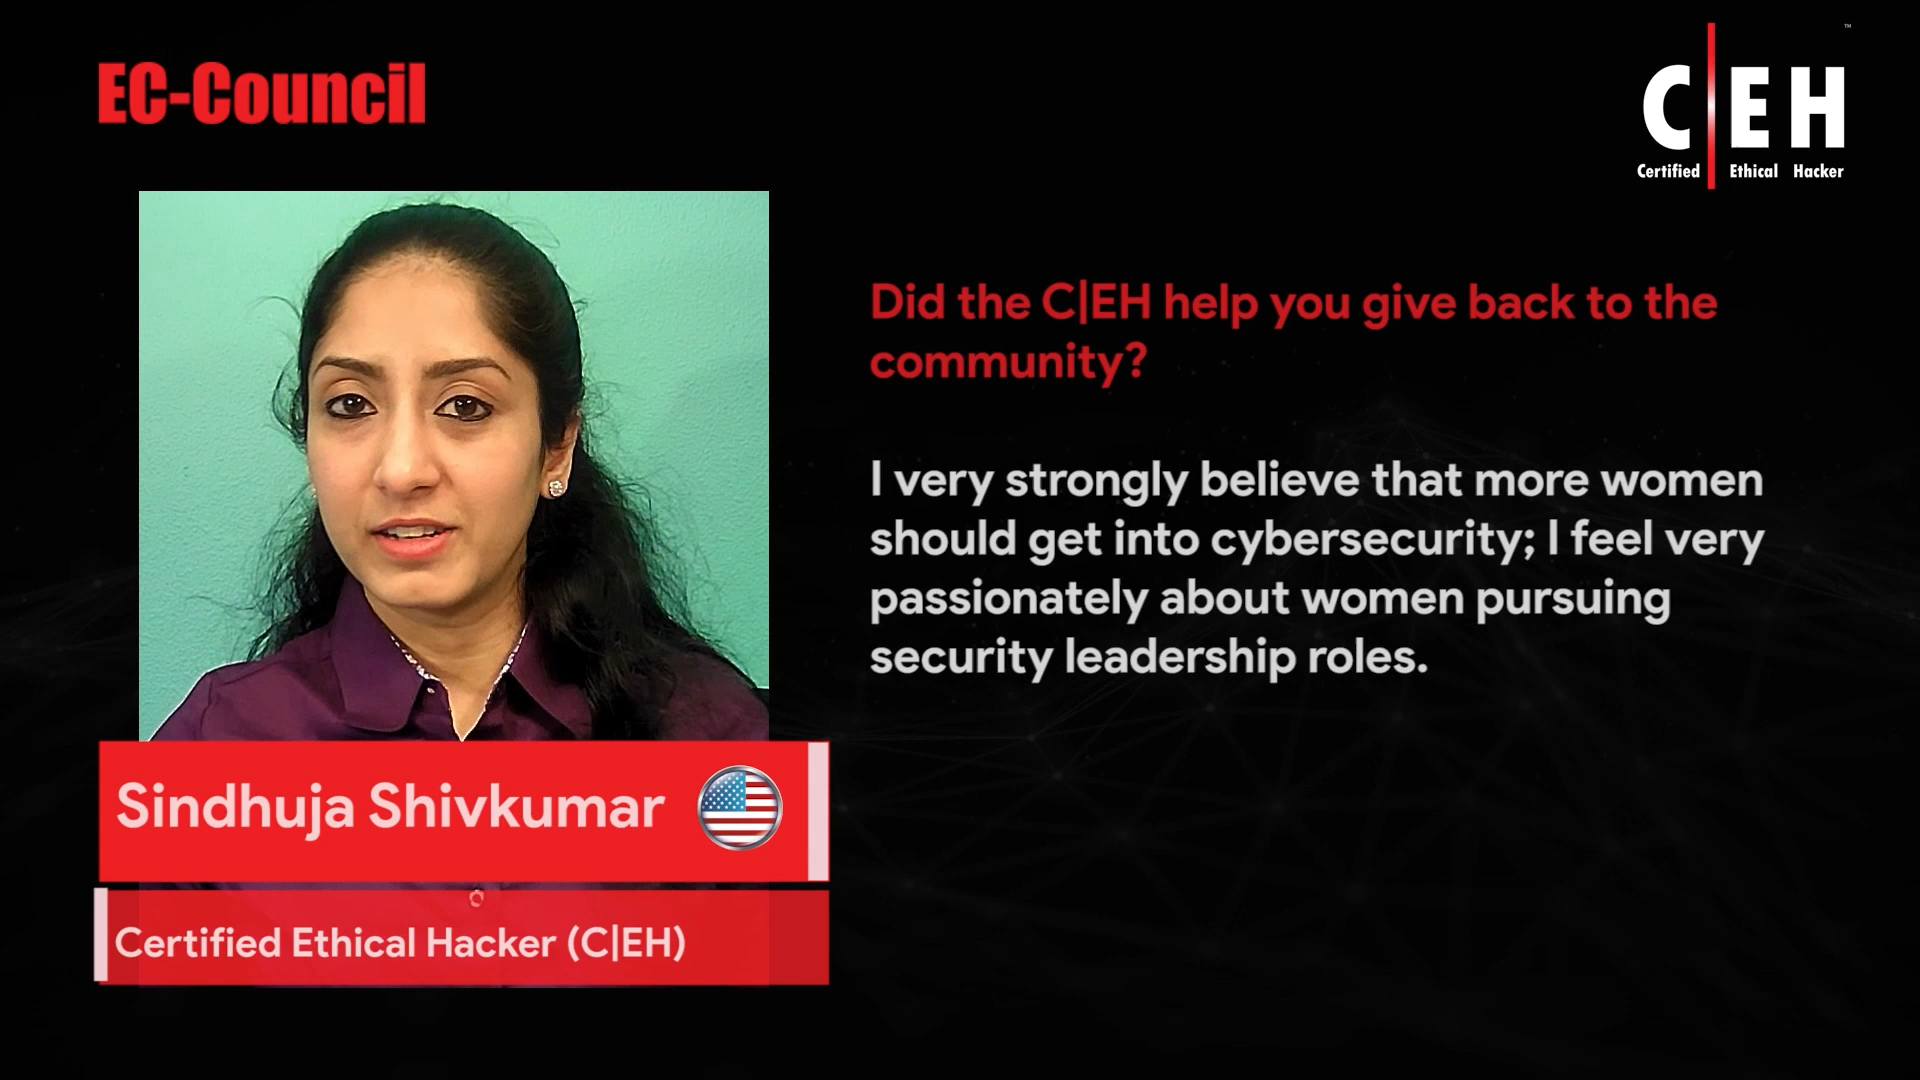 EC-Council
C|EH
™
Certified Ethical Hacker
Did the C|EH help you give back to the
community?
I very strongly believe that more women
should get into cybersecurity; I feel very
passionately about women pursuing
security leadership roles.
Sindhuja Shivkumar
Certified Ethical Hacker (C|EH)